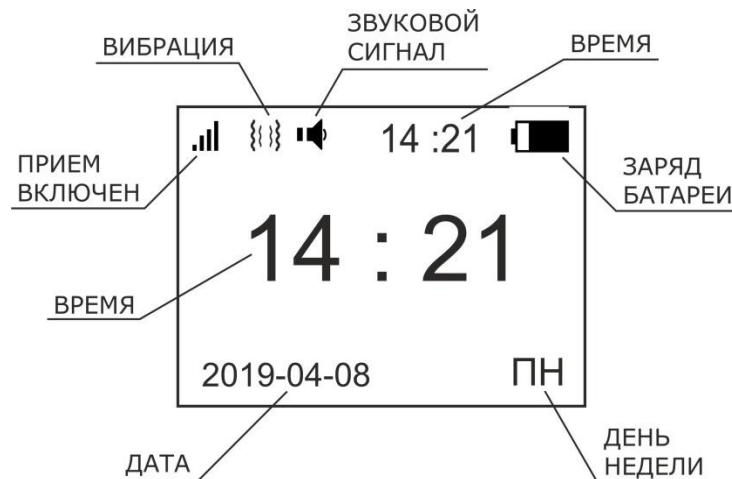 ЗВУКОВОЙ
СИГНАЛ
ВИБРАЦИЯ
ВРЕМЯ
14 :21
ПРИЕМ
ВКЛЮЧЕН
ЗАРЯД
БАТАРЕИ
14 : 21
ВРЕМЯ
2019-04-08
ПН
ДАТА
ДЕНЬ
НЕДЕЛИ